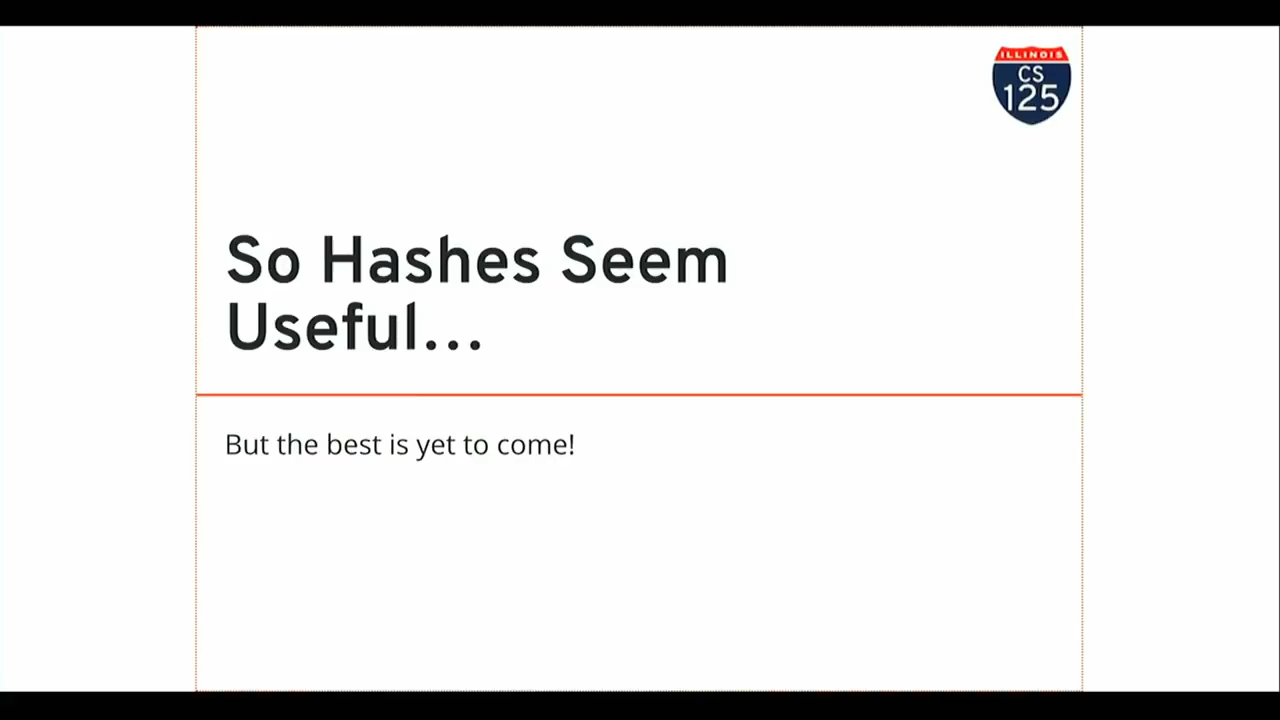 ILLINOIS
CS
125
So Hashes Seem
Useful...
But the best is yet to come!